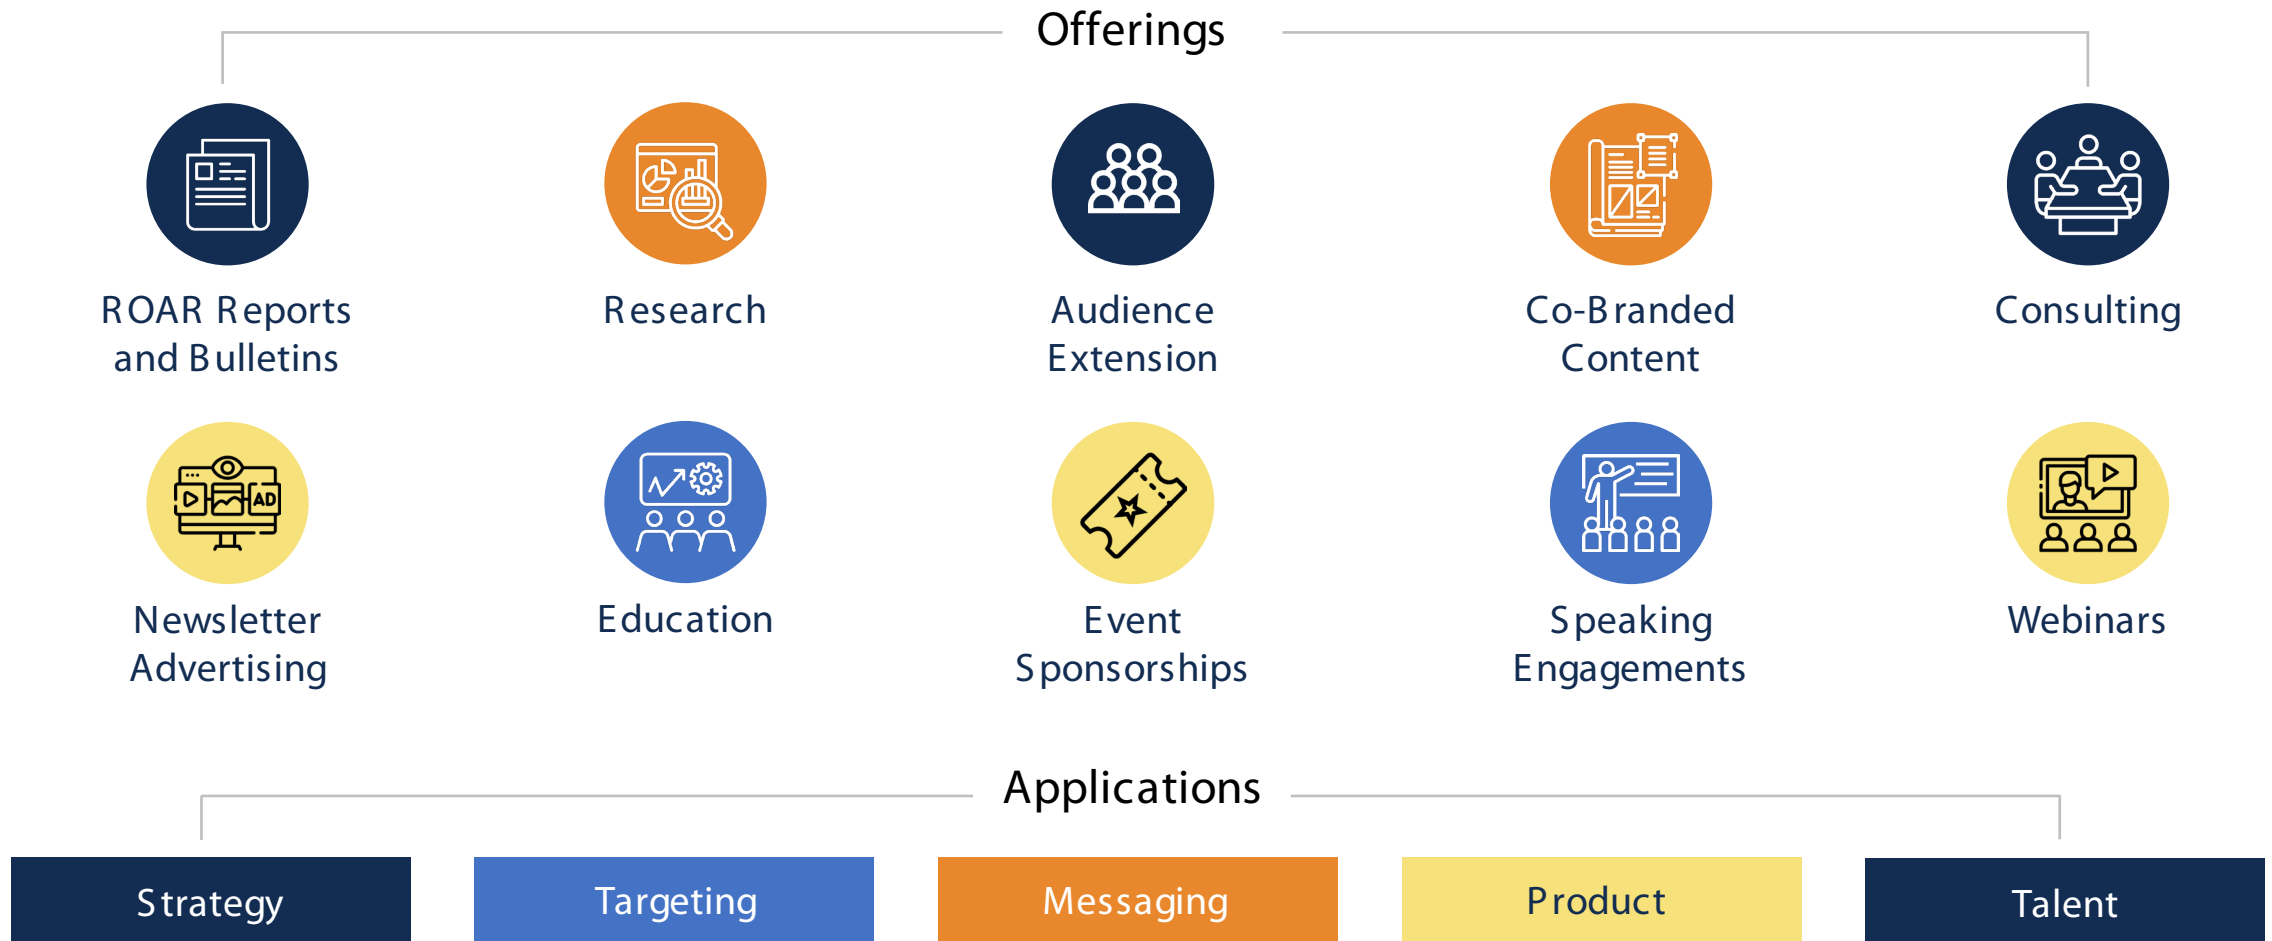 Offerings
ROAR Reports
and Bulletins
Research
Audience
Extension
Co-Branded
Content
Consulting
AD
Newsletter
Advertising
Education
Event
Sponsorships
Speaking
Engagements
Webinars
Applications
Strategy
Targeting
Messaging
Product
Talent